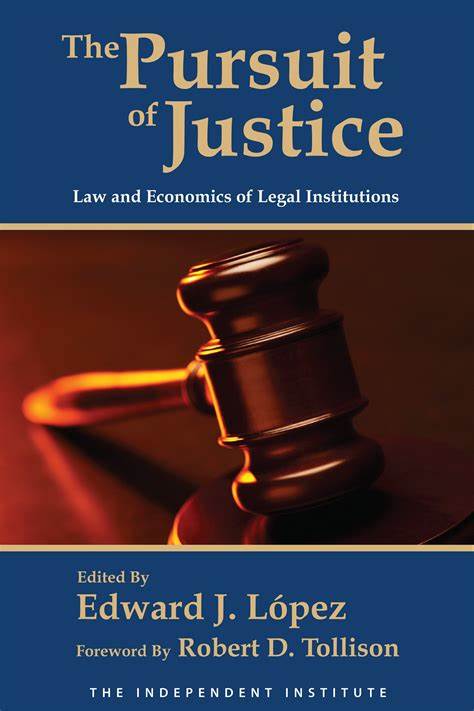 The Pursuit
of Justice
Law and Economics of Legal Institutions
Edited By
Edward J. López
Foreword By Robert D. Tollison
THE INDEPENDENT INSTITUTE